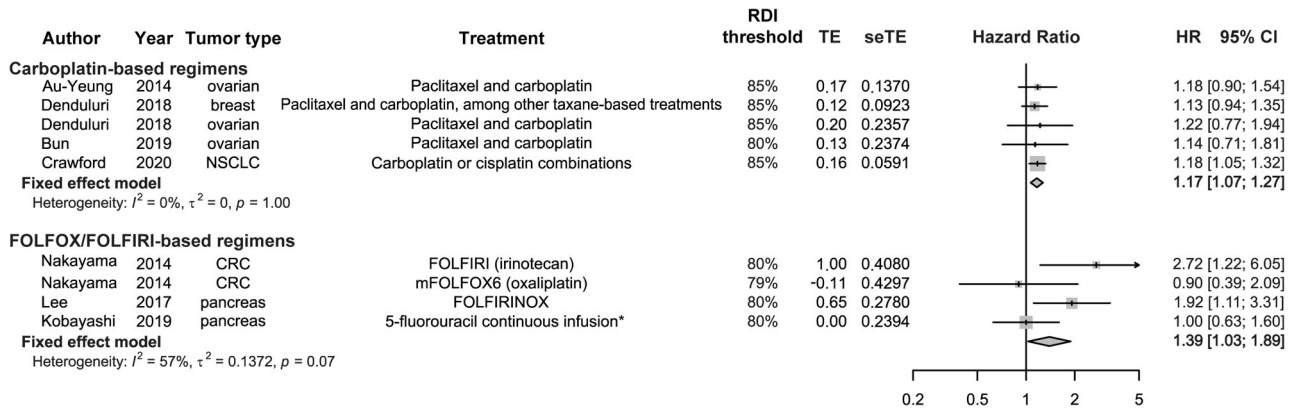 RDI
Author Year Tumor type Treatment threshold TE seTE Hazard Ratio HR 95% CI
Carboplatin-based regimens
Au-Yeung 2014 ovarian Paclitaxel and carboplatin 85% 0.17 0.1370 1.18 [0.90; 1.54]
Denduluri 2018 breast Paclitaxel and carboplatin, among other taxane-based treatments 85% 0.12 0.0923 1.13 [0.94; 1.35]
Denduluri 2018 ovarian Paclitaxel and carboplatin 85% 0.20 0.2357 1.22 [0.77; 1.94]
Bun 2019 ovarian Paclitaxel and carboplatin 80% 0.13 0.2374 1.14 [0.71; 1.81]
Crawford 2020 NSCLC Carboplatin or cisplatin combinations 85% 0.16 0.0591 1.18 [1.05; 1.32]
Fixed effect model 1.17 [1.07; 1.27]
Heterogeneity: I² = 0%, τ² = 0, p = 1.00
FOLFOX/FOLFIRI-based regimens
Nakayama 2014 CRC FOLFIRI (irinotecan) 80% 1.00 0.4080 2.72 [1.22; 6.05]
Nakayama 2014 CRC mFOLFOX6 (oxaliplatin) 79% -0.11 0.4297 0.90 [0.39; 2.09]
Lee 2017 pancreas FOLFIRINOX 80% 0.65 0.2780 1.92 [1.11; 3.31]
Kobayashi 2019 pancreas 5-fluorouracil continuous infusion* 80% 0.00 0.2394 1.00 [0.63; 1.60]
Fixed effect model 1.39 [1.03; 1.89]
Heterogeneity: I² = 57%, τ² = 0.1372, p = 0.07
0.2 0.5 1 2 5